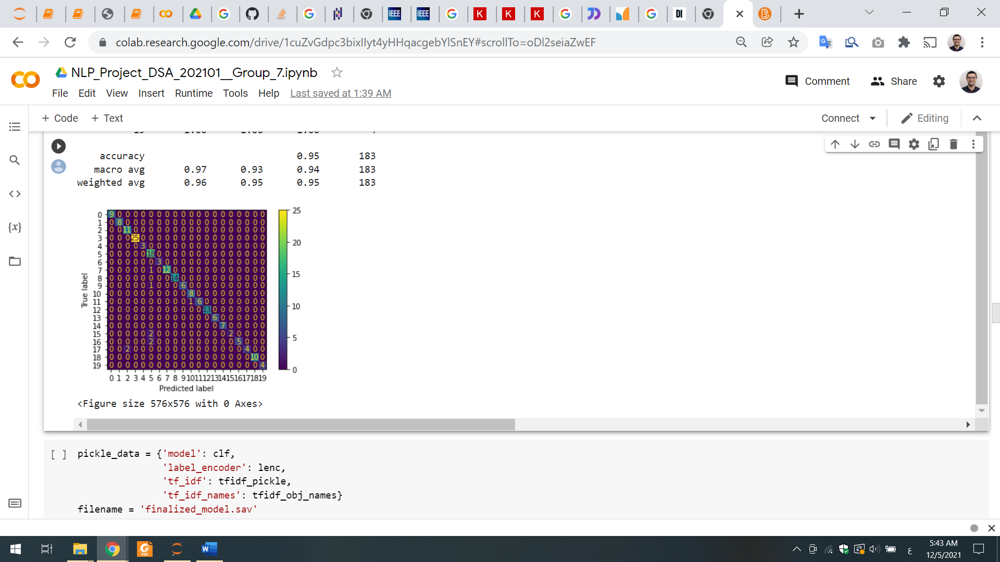 colab.research.google.com/drive/1cuZvGdpc3bixIIyt4yHHqacgebYlSnEY#scrollTo=oDl2seiaZwEF
NLP_Project_DSA_202101__Group_7.ipynb
Comment Share
File Edit View Insert Runtime Tools Help Last saved at 1:39 AM
+ Code + Text Connect Editing
accuracy 0.95 183
macro avg 0.97 0.93 0.94 183
weighted avg 0.96 0.95 0.95 183
True label
0 9 0 0 0 0 0 0 0 0 0 0 0 0 0 0 0 0 0 0 0
1 0 8 0 0 0 0 0 0 0 0 0 0 0 0 0 0 0 0 0 0
2 0 0 11 0 0 0 0 0 0 0 0 0 0 0 0 0 0 0 0 0
3 0 0 0 25 0 0 0 0 0 0 0 0 0 0 0 0 0 0 0 0
4 0 0 0 0 3 0 0 0 0 0 0 0 0 0 0 0 0 0 0 0
5 0 0 0 0 0 18 0 0 0 0 0 0 0 0 0 0 0 0 0 0
6 0 0 0 0 0 0 3 0 0 0 0 0 0 0 0 0 0 0 0 0
7 0 0 0 0 0 1 0 12 0 0 0 0 0 0 0 0 0 0 0 0
8 0 0 0 0 0 0 0 0 14 0 0 0 0 0 0 0 0 0 0 0
9 0 0 0 0 0 1 0 0 0 6 0 0 0 0 0 0 0 0 0 0
10 0 0 0 0 0 0 0 0 0 0 8 0 0 0 0 0 0 0 0 0
11 0 0 0 0 0 0 0 0 0 0 1 6 0 0 0 0 0 0 0 0
12 0 0 0 0 0 0 0 0 0 0 0 0 13 0 0 0 0 0 0 0
13 0 0 0 0 0 0 0 0 0 0 0 0 0 6 0 0 0 0 0 0
14 0 0 0 0 0 0 0 0 0 0 0 0 0 0 7 0 0 0 0 0
15 0 0 0 0 0 2 0 0 0 0 0 0 0 0 0 2 0 0 0 0
16 0 0 0 0 0 2 0 0 0 0 0 0 0 0 0 0 5 0 0 0
17 0 0 2 0 0 0 0 0 0 0 0 0 0 0 0 0 0 4 0 0
18 0 0 0 0 0 0 0 0 0 0 0 0 0 0 0 0 0 0 10 0
19 0 0 0 0 0 0 0 0 0 0 0 0 0 0 0 0 0 0 0 4
0 1 2 3 4 5 6 7 8 9 10 11 12 13 14 15 16 17 18 19
Predicted label
25
20
15
10
5
0
<Figure size 576x576 with 0 Axes>
[ ] pickle_data = {'model': clf,
'label_encoder': lenc,
'tf_idf': tfidf_pickle,
'tf_idf_names': tfidf_obj_names}
filename = 'finalized_model.sav'
ع 5:43 AM
12/5/2021